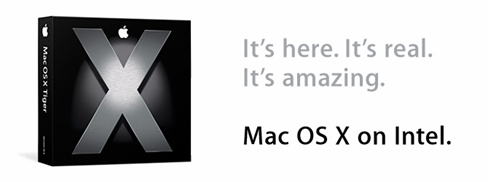 Mac OS X Tiger
X
It's here. It's real.
It's amazing.
Mac OS X on Intel.